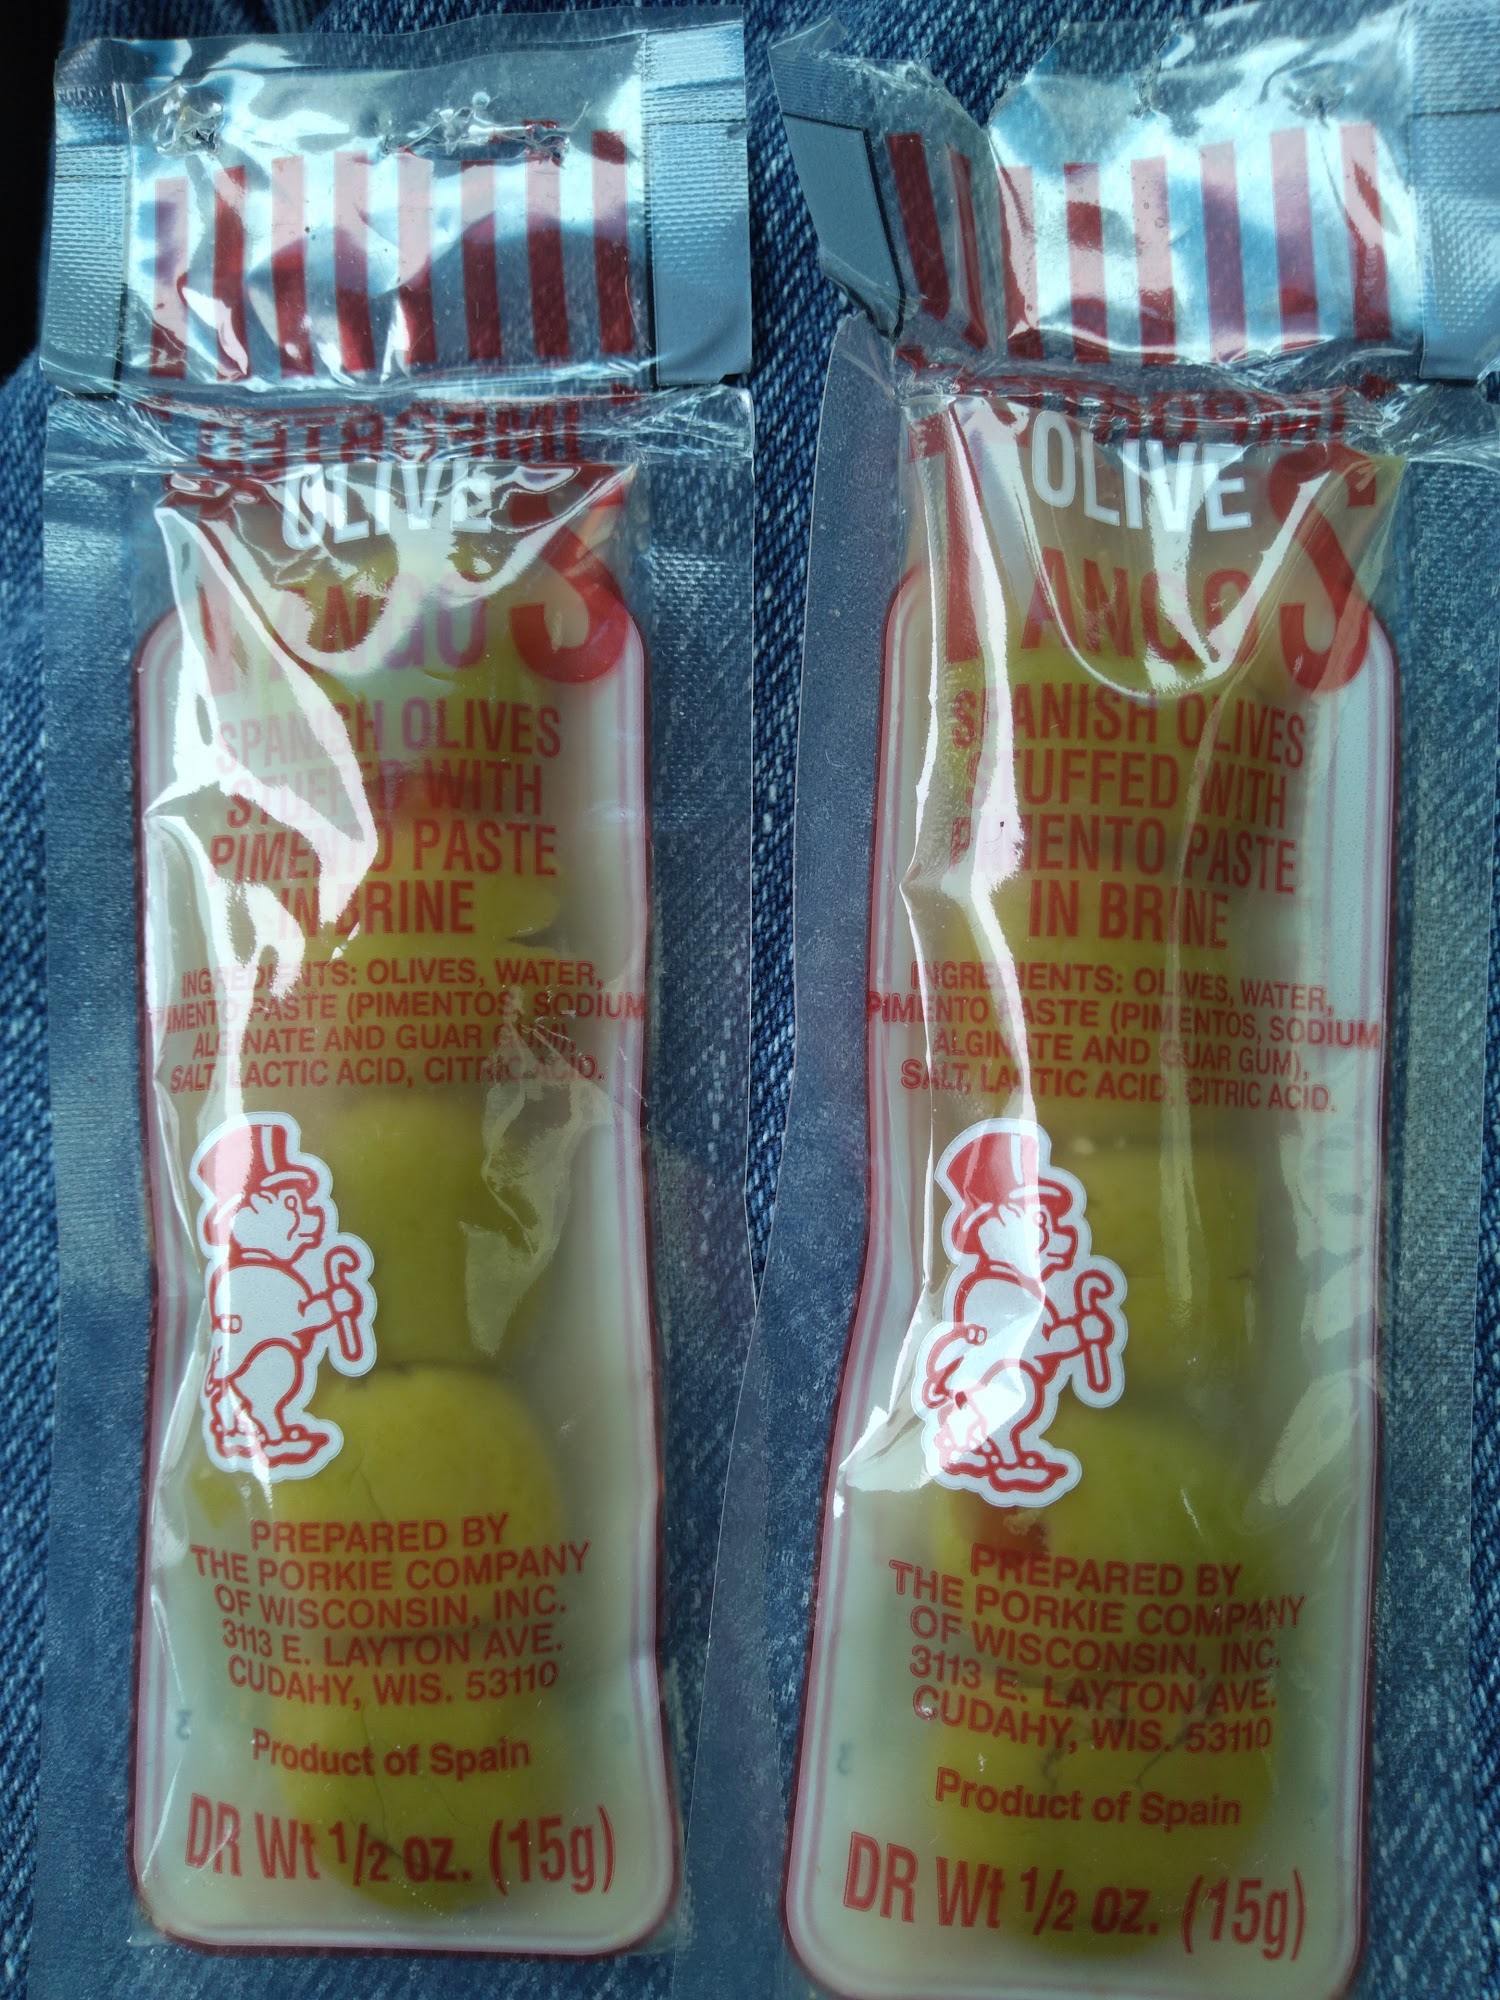 IMPORTED
OLIVE
TANGOS
SPANISH OLIVES
STUFFED WITH
PIMENTO PASTE
IN BRINE
INGREDIENTS: OLIVES, WATER,
PIMENTO PASTE (PIMENTOS, SODIUM
ALGINATE AND GUAR GUM),
SALT, LACTIC ACID, CITRIC ACID.
PREPARED BY
THE PORKIE COMPANY
OF WISCONSIN, INC.
3113 E. LAYTON AVE.
CUDAHY, WIS. 53110
Product of Spain
DR Wt 1/2 oz. (15g)
IMPORTED
OLIVE
TANGOS
SPANISH OLIVES
STUFFED WITH
PIMENTO PASTE
IN BRINE
INGREDIENTS: OLIVES, WATER,
PIMENTO PASTE (PIMENTOS, SODIUM
ALGINATE AND GUAR GUM),
SALT, LACTIC ACID, CITRIC ACID.
PREPARED BY
THE PORKIE COMPANY
OF WISCONSIN, INC.
3113 E. LAYTON AVE.
CUDAHY, WIS. 53110
Product of Spain
DR Wt 1/2 oz. (15g)